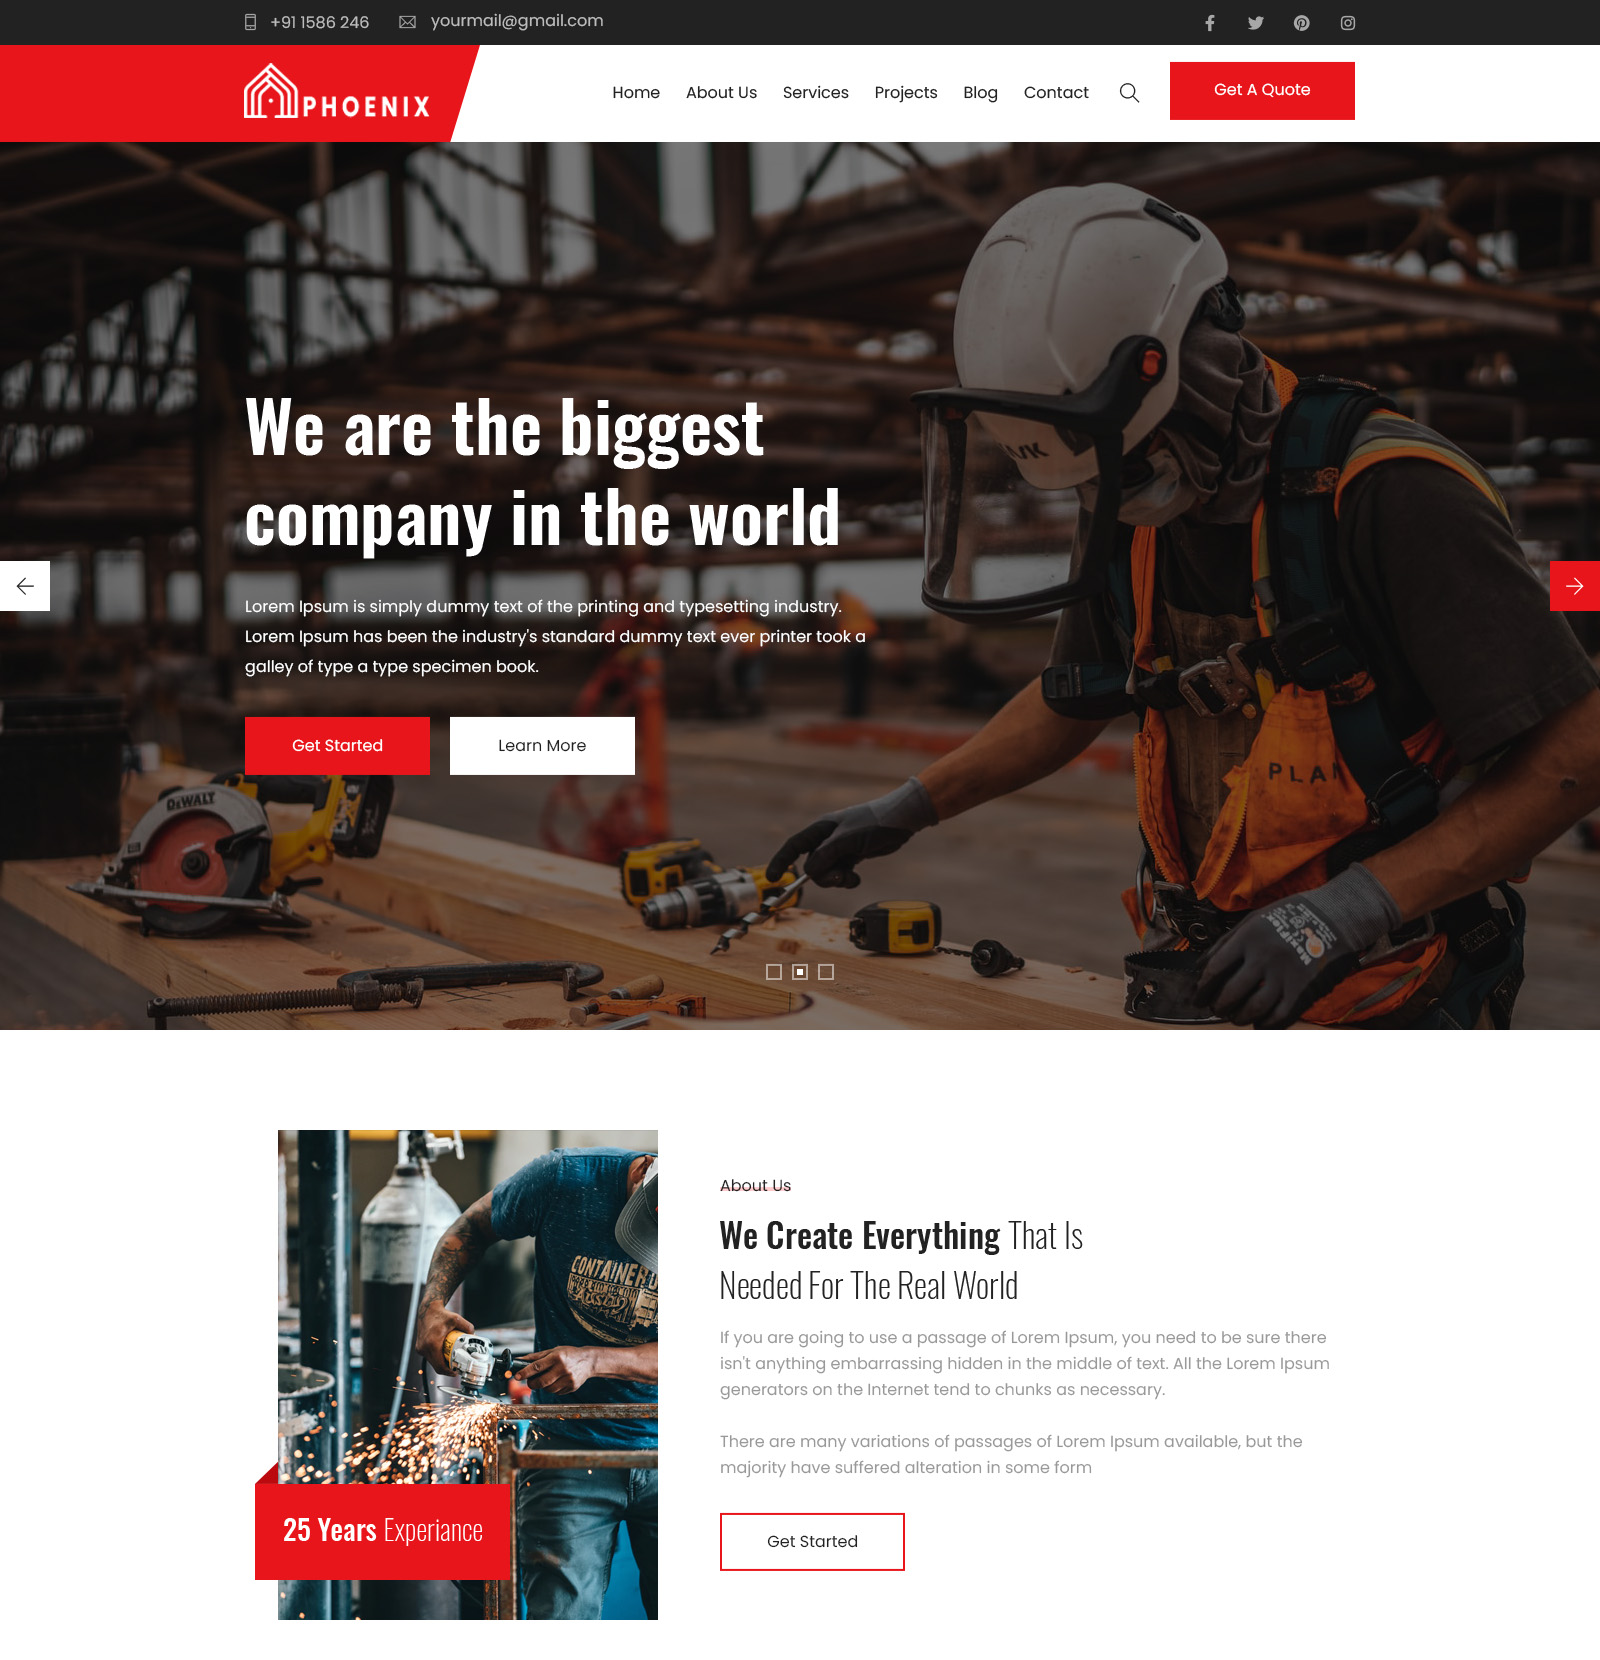 +91 1586 246
yourmail@gmail.com
PHOENIX
Home
About Us
Services
Projects
Blog
Contact
Get A Quote
We are the biggest
company in the world
Lorem Ipsum is simply dummy text of the printing and typesetting industry.
Lorem Ipsum has been the industry's standard dummy text ever printer took a
galley of type a type specimen book.
Get Started
Learn More
DEWALT
PLAN
MaxiFlex
About Us
We Create Everything That Is
Needed For The Real World
If you are going to use a passage of Lorem Ipsum, you need to be sure there
isn't anything embarrassing hidden in the middle of text. All the Lorem Ipsum
generators on the Internet tend to chunks as necessary.
There are many variations of passages of Lorem Ipsum available, but the
majority have suffered alteration in some form
Get Started
CONTAINER
25 Years Experiance